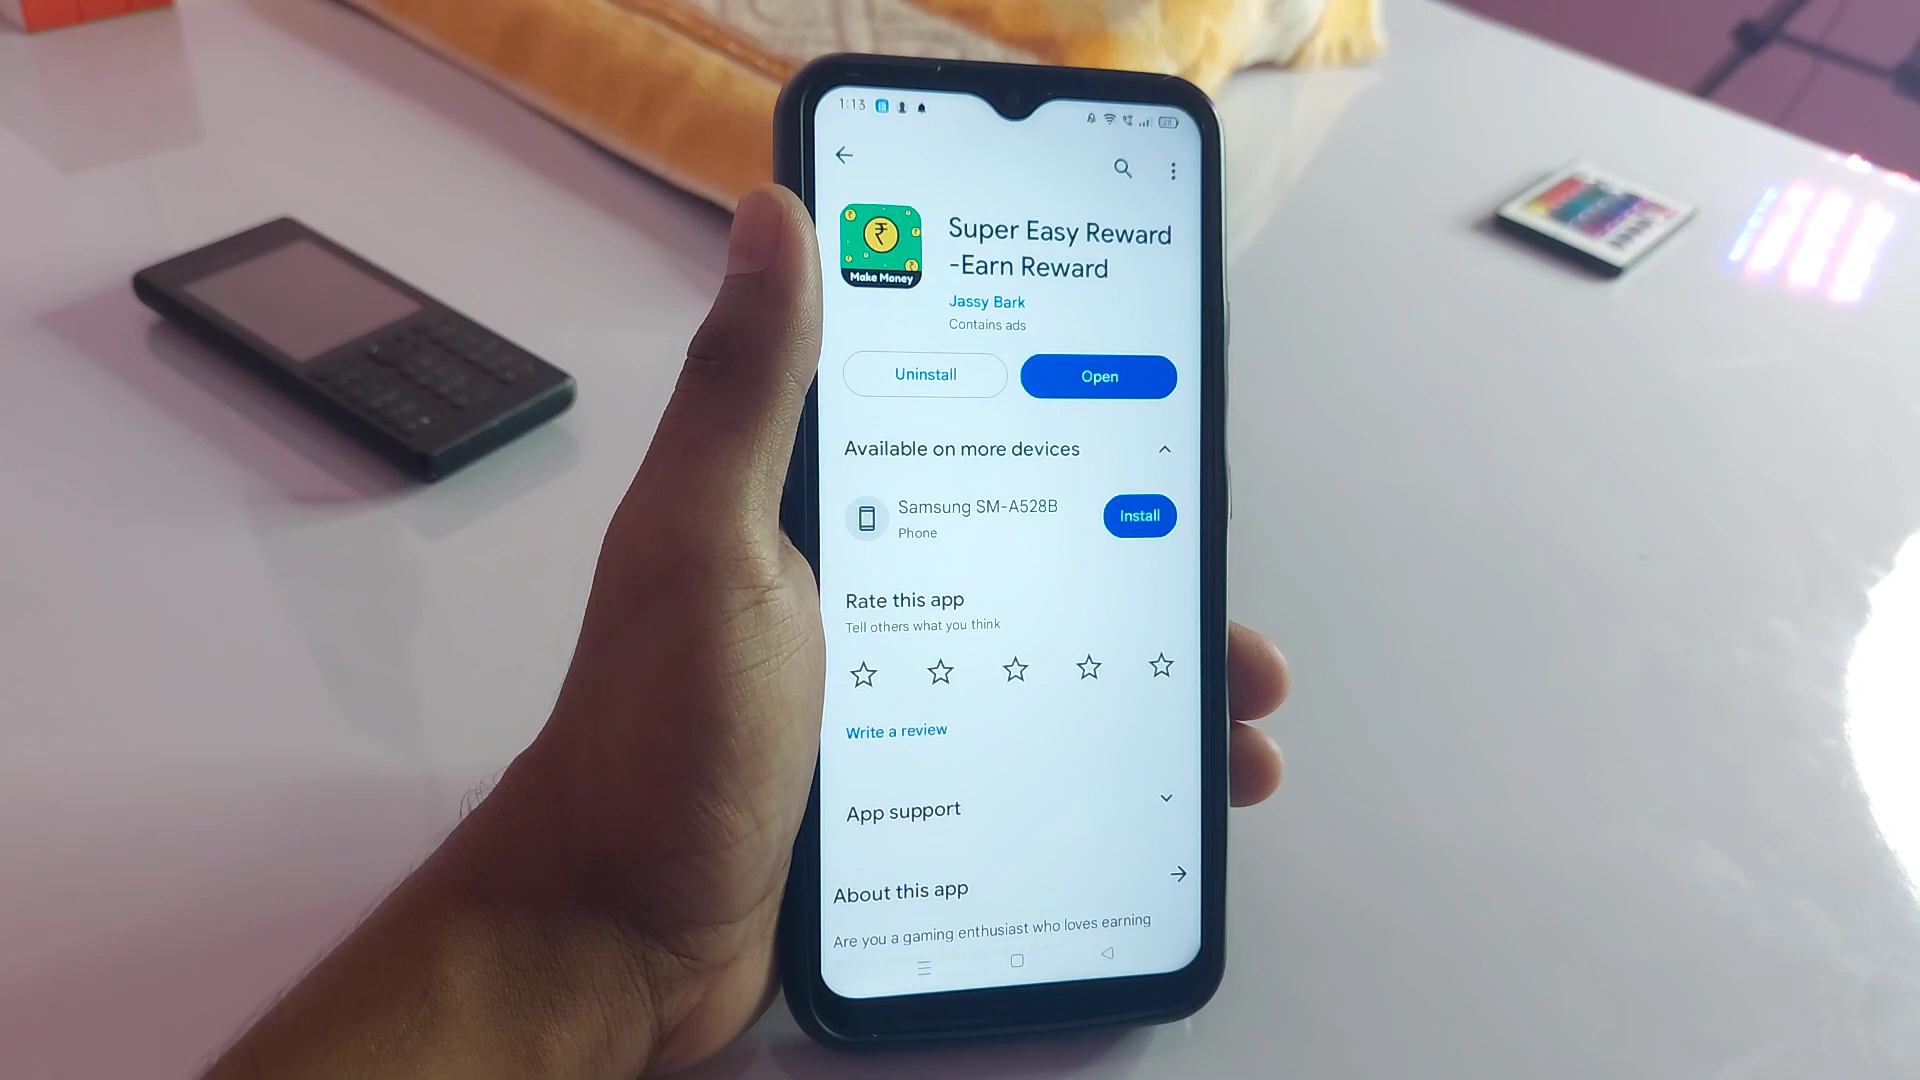 1:13
28
₹
Make Money
Super Easy Reward
-Earn Reward
Jassy Bark
Contains ads
Uninstall
Open
Available on more devices
Samsung SM-A528B
Phone
Install
Rate this app
Tell others what you think
Write a review
App support
About this app
Are you a gaming enthusiast who loves earning